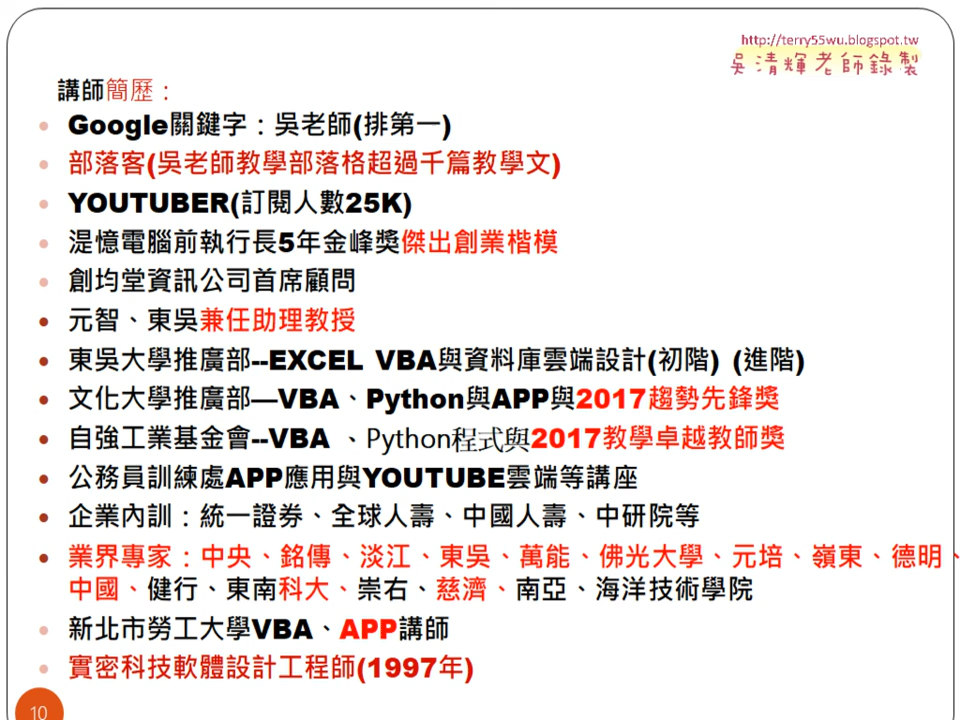 http://terry55wu.blogspot.tw
吳清輝老師錄製
講師簡歷：
Google關鍵字：吳老師(排第一)
部落客(吳老師教學部落格超過千篇教學文)
YOUTUBER(訂閱人數25K)
湜憶電腦前執行長5年金峰獎傑出創業楷模
創均堂資訊公司首席顧問
元智、東吳兼任助理教授
東吳大學推廣部--EXCEL VBA與資料庫雲端設計(初階) (進階)
文化大學推廣部—VBA、Python與APP與2017趨勢先鋒獎
自強工業基金會--VBA 、Python程式與2017教學卓越教師獎
公務員訓練處APP應用與YOUTUBE雲端等講座
企業內訓：統一證券、全球人壽、中國人壽、中研院等
業界專家：中央、銘傳、淡江、東吳、萬能、佛光大學、元培、嶺東、德明、
中國、健行、東南科大、崇右、慈濟、南亞、海洋技術學院
新北市勞工大學VBA、APP講師
實密科技軟體設計工程師(1997年)
10